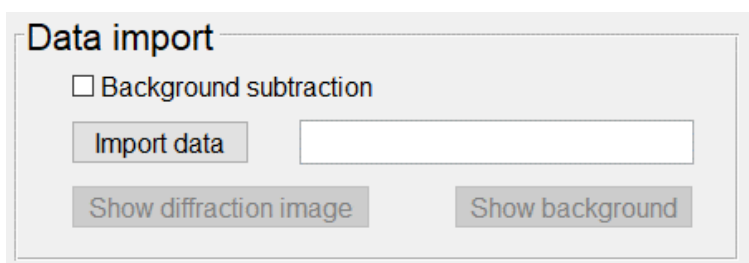 Data import
Background subtraction
Import data
Show diffraction image Show background